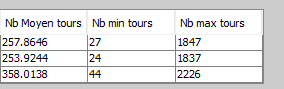 Nb Moyen tours Nb min tours Nb max tours
257.8646 27 1847
253.9244 24 1837
358.0138 44 2226